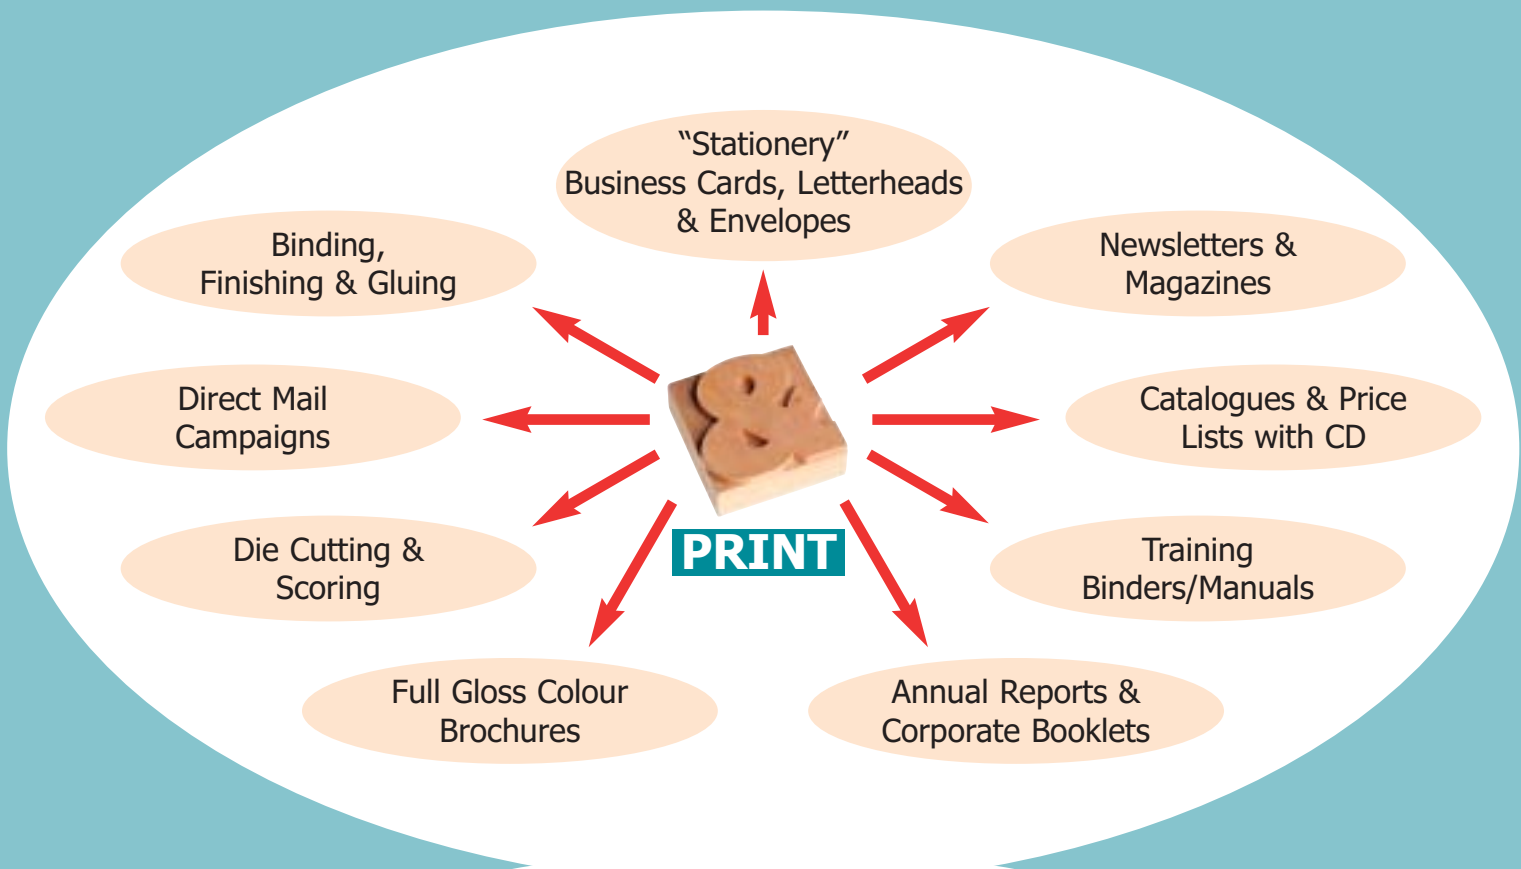 “Stationery”
Business Cards, Letterheads
& Envelopes
Binding,
Finishing & Gluing
Newsletters &
Magazines
Direct Mail
Campaigns
Catalogues & Price
Lists with CD
&
PRINT
Die Cutting &
Scoring
Training
Binders/Manuals
Full Gloss Colour
Brochures
Annual Reports &
Corporate Booklets